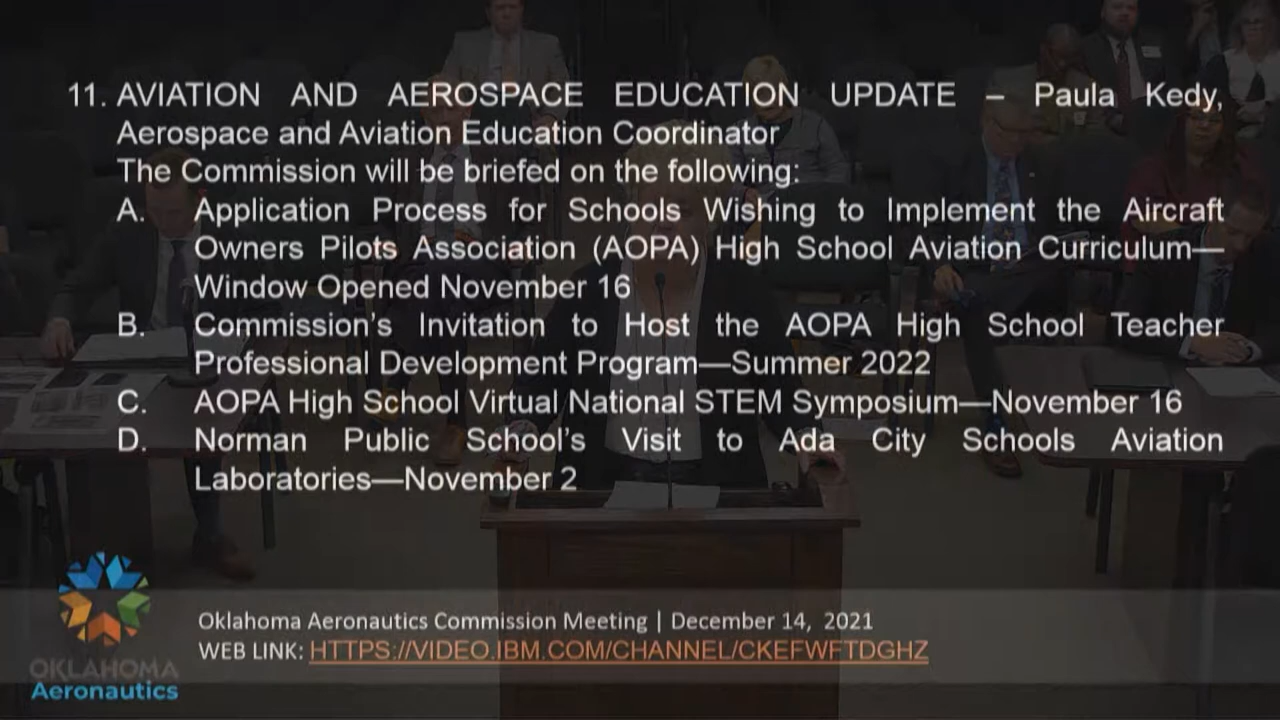 11. AVIATION AND AEROSPACE EDUCATION UPDATE – Paula Kedy,
Aerospace and Aviation Education Coordinator
The Commission will be briefed on the following:
A. Application Process for Schools Wishing to Implement the Aircraft
Owners Pilots Association (AOPA) High School Aviation Curriculum—
Window Opened November 16
B. Commission's Invitation to Host the AOPA High School Teacher
Professional Development Program—Summer 2022
C. AOPA High School Virtual National STEM Symposium—November 16
D. Norman Public School's Visit to Ada City Schools Aviation
Laboratories—November 2
Oklahoma Aeronautics Commission Meeting | December 14, 2021
WEB LINK: HTTPS://VIDEO.IBM.COM/CHANNEL/CKEFWFTDGHZ
OKLAHOMA
Aeronautics